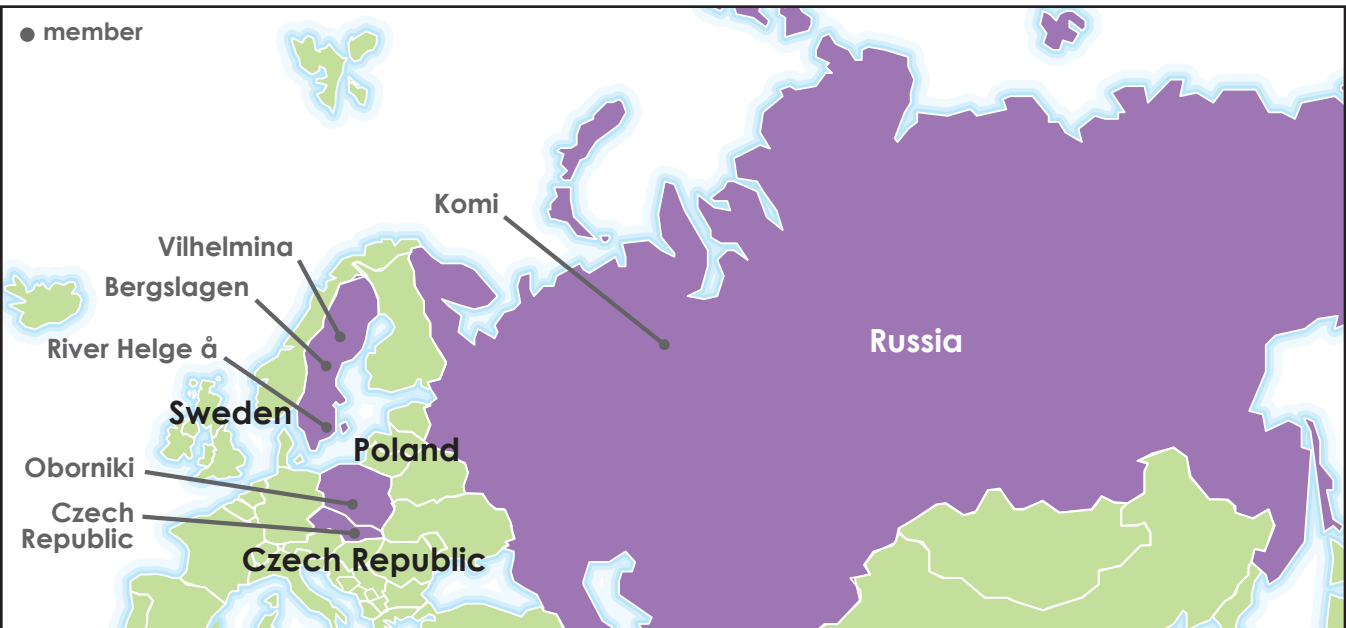 member
Komi
Vilhelmina
Bergslagen
Russia
River Helge å
Sweden
Poland
Oborniki
Czech
Republic
Czech Republic